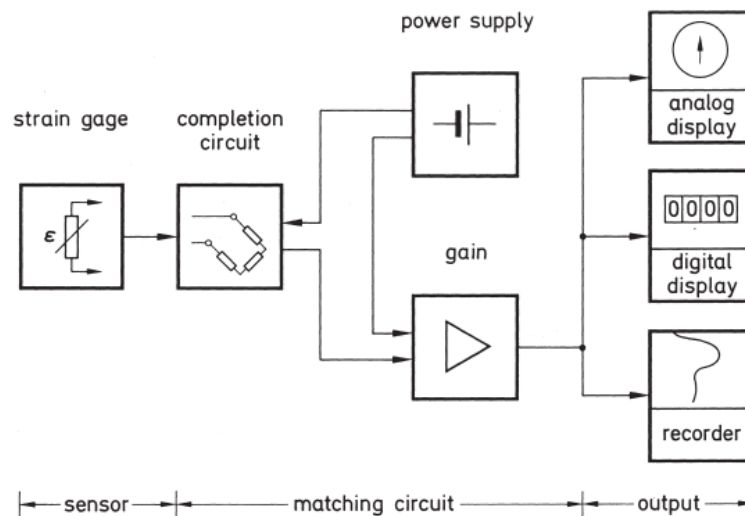 power supply
strain gage
completion
circuit
analog
display
ε
0000
digital
display
gain
recorder
sensor
matching circuit
output